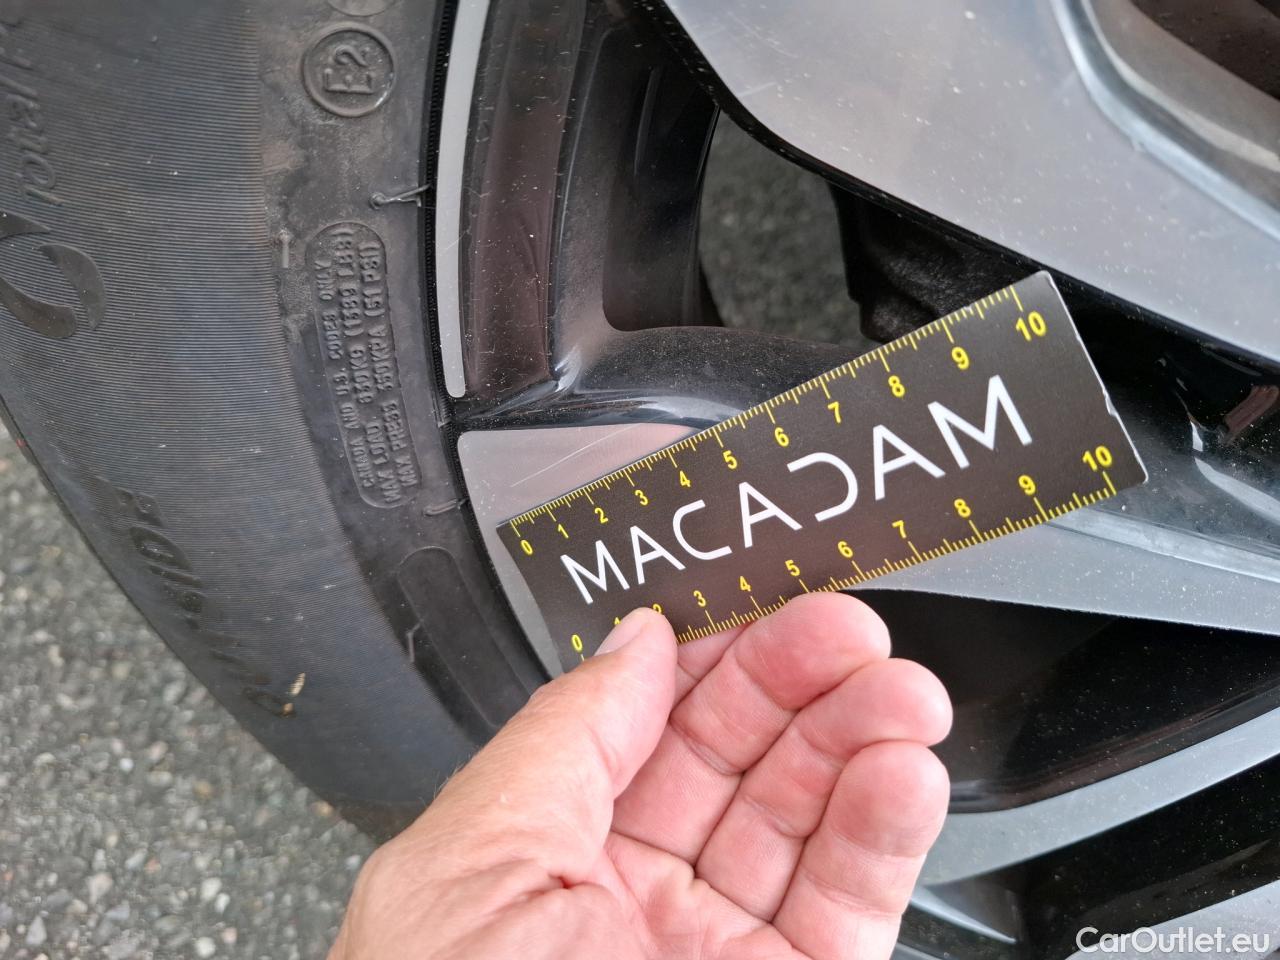 E2
CANADA AND U.S. CODES ONLY
MAX LOAD 630 KG (1389 LBS)
MAX PRESS 350KPA (51 PSI)
0 1 2 3 4 5 6 7 8 9 10
MACADAM
0 1 2 3 4 5 6 7 8 9 10
CarOutlet.eu